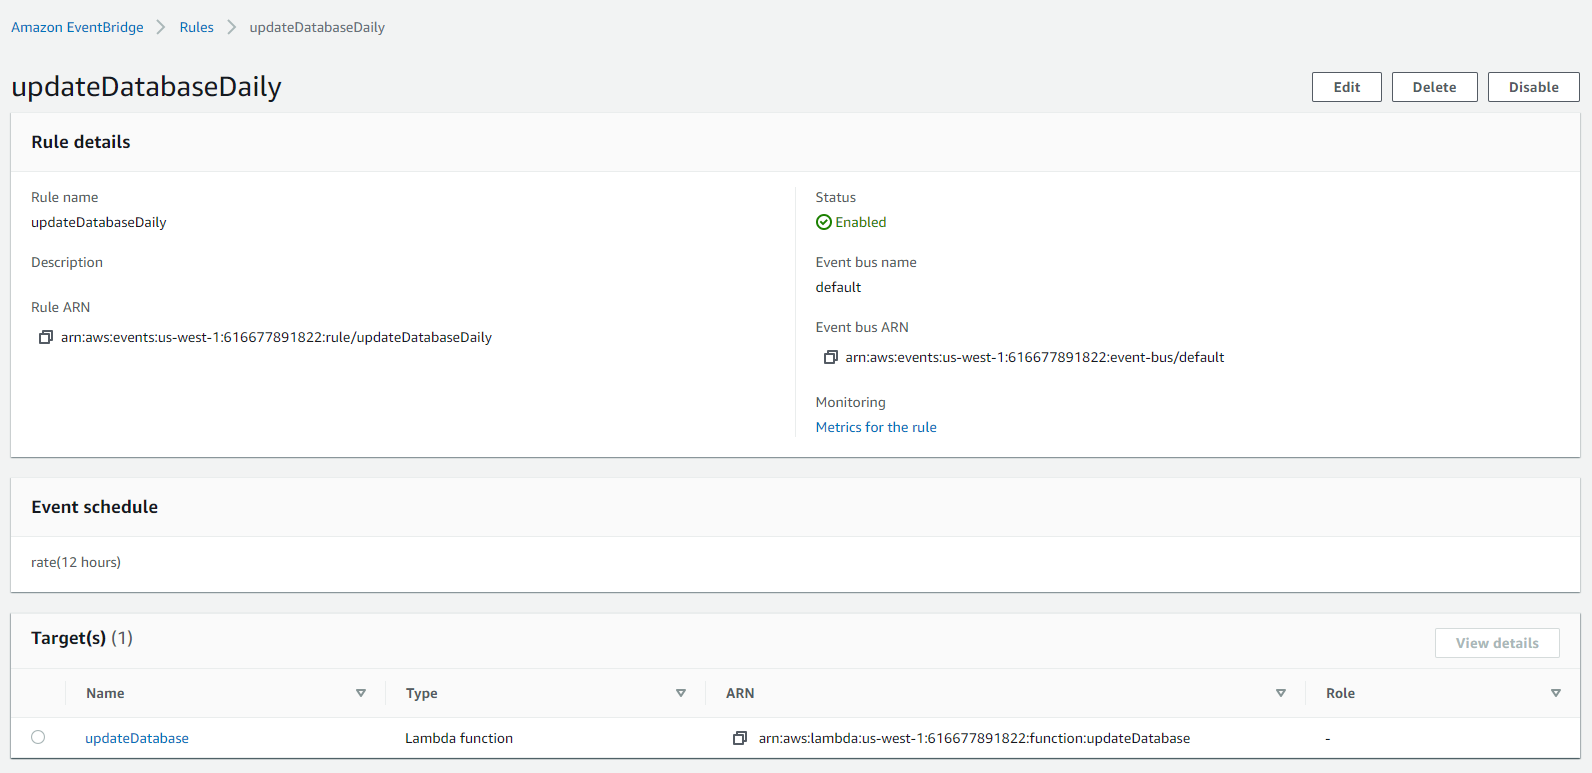 Amazon EventBridge > Rules > updateDatabaseDaily
updateDatabaseDaily
Edit
Delete
Disable
Rule details
Rule name
updateDatabaseDaily
Description
Rule ARN
arn:aws:events:us-west-1:616677891822:rule/updateDatabaseDaily
Status
Enabled
Event bus name
default
Event bus ARN
arn:aws:events:us-west-1:616677891822:event-bus/default
Monitoring
Metrics for the rule
Event schedule
rate(12 hours)
Target(s) (1)
View details
Name Type ARN Role
updateDatabase Lambda function arn:aws:lambda:us-west-1:616677891822:function:updateDatabase -